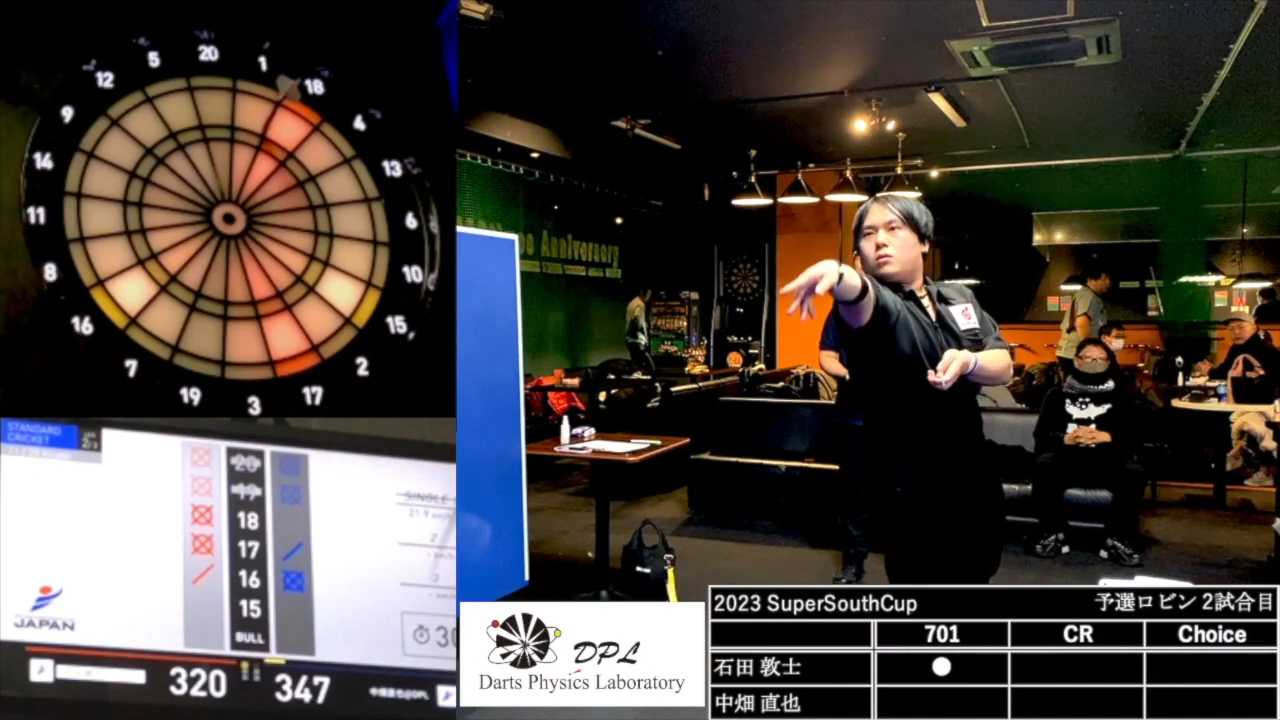 20
1
18
4
13
6
10
15
2
17
3
19
7
16
8
11
14
9
12
5
STANDARD
CRICKET
20
19
18
17
16
15
BULL
JAPAN
320
347
Anniversary
DPL
Darts Physics Laboratory
2023 SuperSouthCup 予選ロビン 2試合目
701 CR Choice
石田 敦士
中畑 直也